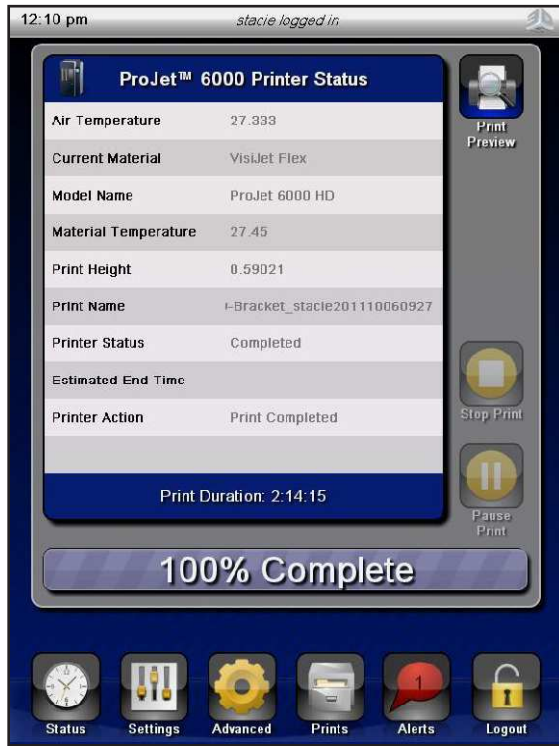 12:10 pm stacie logged in
ProJet™ 6000 Printer Status
Air Temperature 27.333
Current Material VisiJet Flex
Model Name ProJet 6000 HD
Material Temperature 27.45
Print Height 0.59021
Print Name -Bracket_stacie201110060927
Printer Status Completed
Estimated End Time
Printer Action Print Completed
Print Duration: 2:14:15
100% Complete
Print
Preview
Stop Print
Pause
Print
Status Settings Advanced Prints 1 Alerts Logout